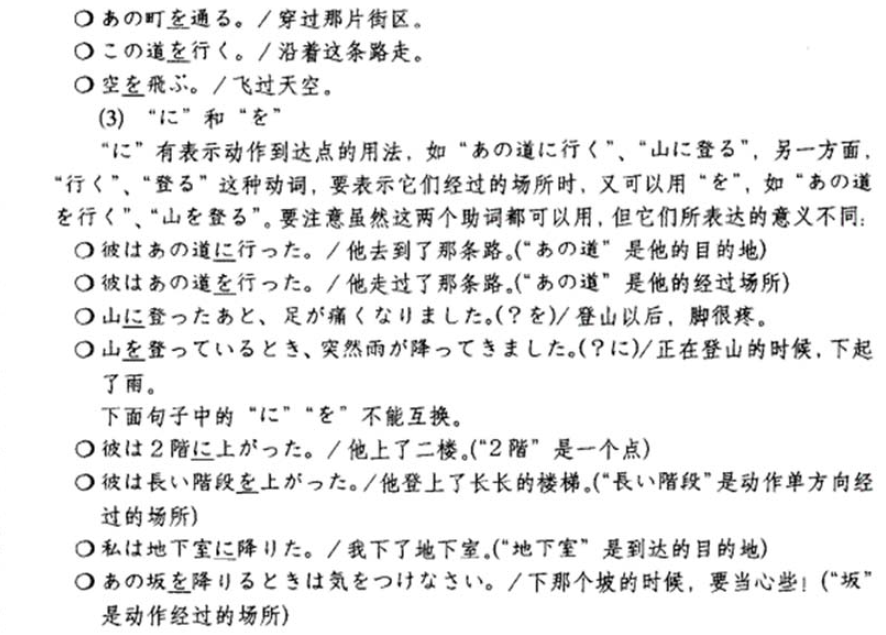 ○あの町を通る。/穿过那片街区。
○この道を行く。/沿着这条路走。
○空を飛ぶ。/飞过天空。
(3) “に”和“を”
“に”有表示动作到达点的用法，如“あの道に行く”、“山に登る”，另一方面，
“行く”、“登る”这种动词，要表示它们经过的场所时，又可以用“を”，如“あの道
を行く”、“山を登る”。要注意虽然这两个助词都可以用，但它们所表达的意义不同：
○彼はあの道に行った。/他去到了那条路。(“あの道”是他的目的地)
○彼はあの道を行った。/他走过了那条路。(“あの道”是他的经过场所)
○山に登ったあと、足が痛くなりました。(？を)/登山以后，脚很疼。
○山を登っているとき、突然雨が降ってきました。(？に)/正在登山的时候，下起
了雨。
下面句子中的“に”“を”不能互换。
○彼は2階に上がった。/他上了二楼。(“2階”是一个点)
○彼は長い階段を上がった。/他登上了长长的楼梯。(“長い階段”是动作单方向经
过的场所)
○私は地下室に降りた。/我下了地下室。(“地下室”是到达的目的地)
○あの坂を降りるときは気をつけなさい。/下那个坡的时候，要当心些！(“坂”
是动作经过的场所)